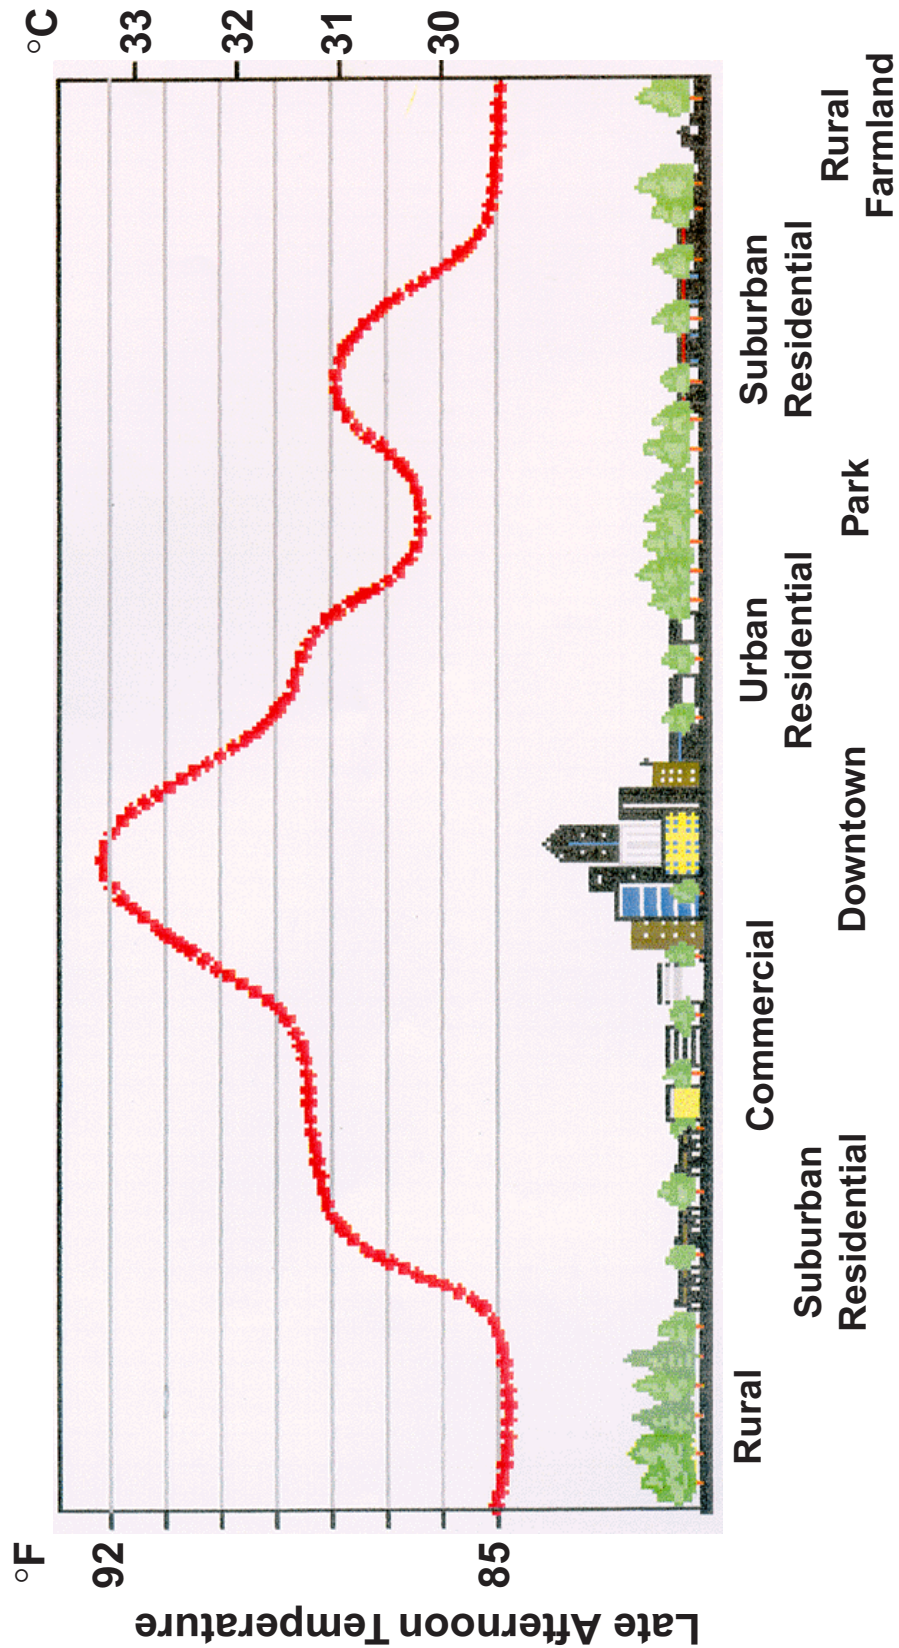 °F
92
85
Late Afternoon Temperature
°C
33
32
31
30
Rural
Suburban
Residential
Commercial
Downtown
Urban
Residential
Park
Suburban
Residential
Rural
Farmland